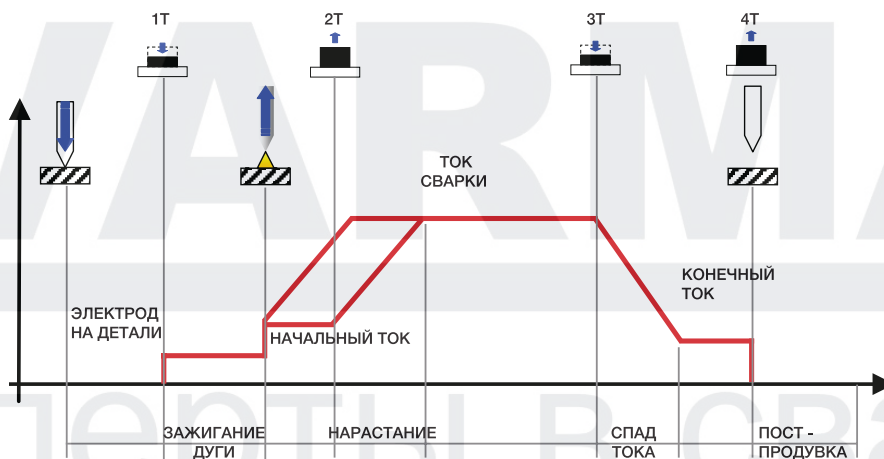 1T
2T
3T
4T
ТОК
СВАРКИ
ЭЛЕКТРОД
НА ДЕТАЛИ
НАЧАЛЬНЫЙ ТОК
КОНЕЧНЫЙ
ТОК
ЗАЖИГАНИЕ
ДУГИ
НАРАСТАНИЕ
СПАД
ТОКА
ПОСТ -
ПРОДУВКА